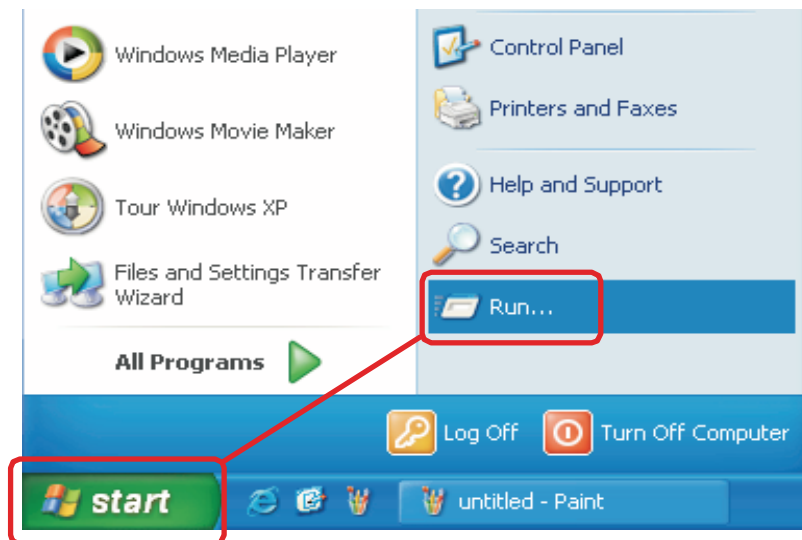 Windows Media Player
Windows Movie Maker
Tour Windows XP
Files and Settings Transfer
Wizard
All Programs
Control Panel
Printers and Faxes
Help and Support
Search
Run...
Log Off
Turn Off Computer
start
untitled - Paint